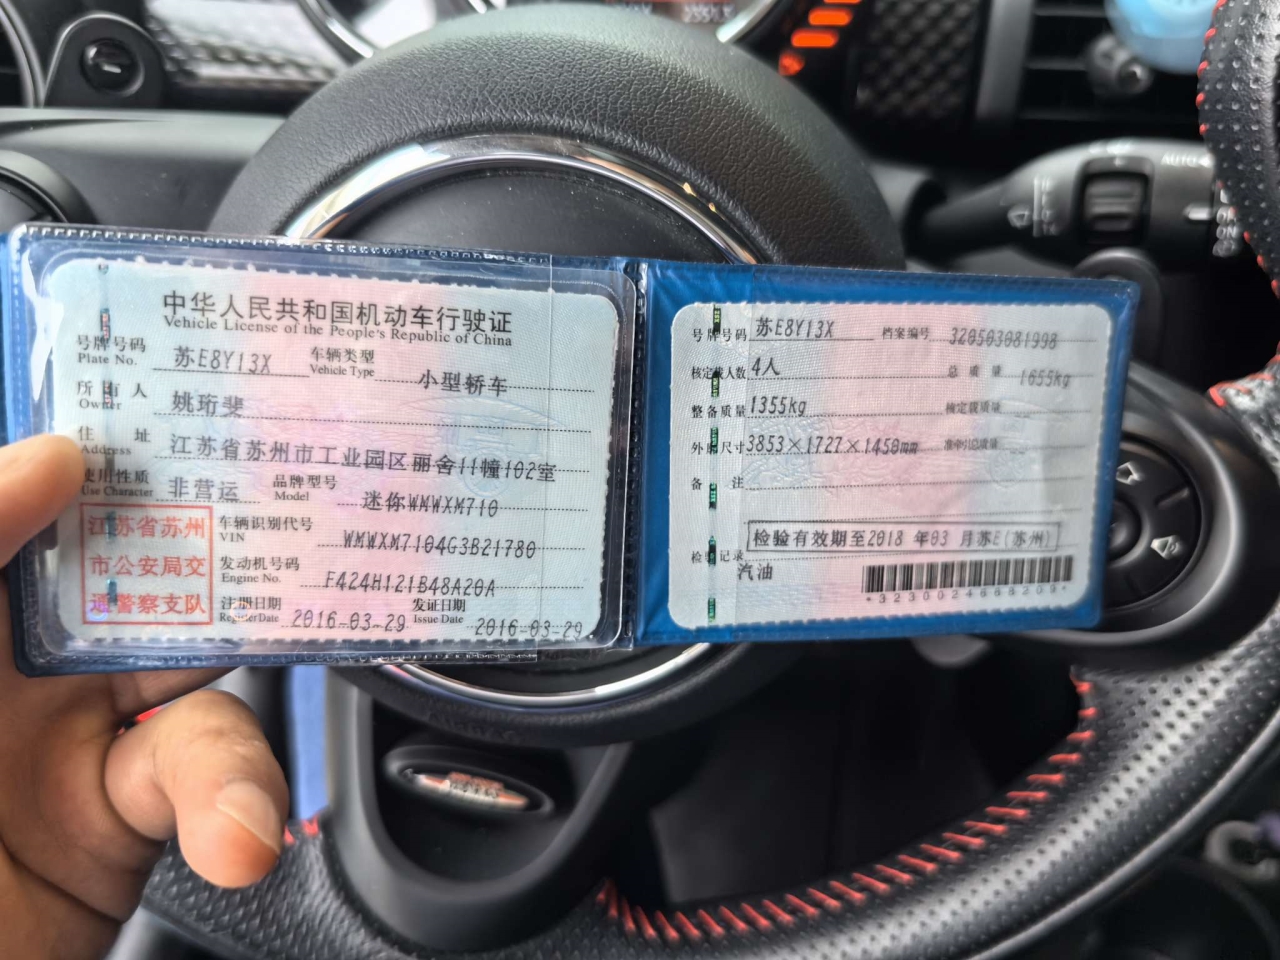 中华人民共和国机动车行驶证
Vehicle License of the People's Republic of China
号牌号码 苏E8Y13X 车辆类型 小型轿车
Plate No. Vehicle Type
所有人 姚珩斐
Owner
住址 江苏省苏州市工业园区丽舍11幢102室
Address
使用性质 非营运 品牌型号 迷你WMWXM710
Use Character Model
江苏省苏州
市公安局交
通警察支队
车辆识别代号 WMWXM7104G3B21780
VIN
发动机号码 F424H121B48A20A
Engine No.
注册日期 2016-03-29 发证日期 2016-03-29
Register Date Issue Date
号牌号码 苏E8Y13X 档案编号 320503081998
核定载人数 4人 总质量 1655kg
整备质量 1355kg 核定载质量
外廓尺寸 3853×1727×1450mm 准牵引总质量
备注
检验有效期至2018年03月苏E(苏州)
检验记录
汽油
*3230024668209*
AUTO